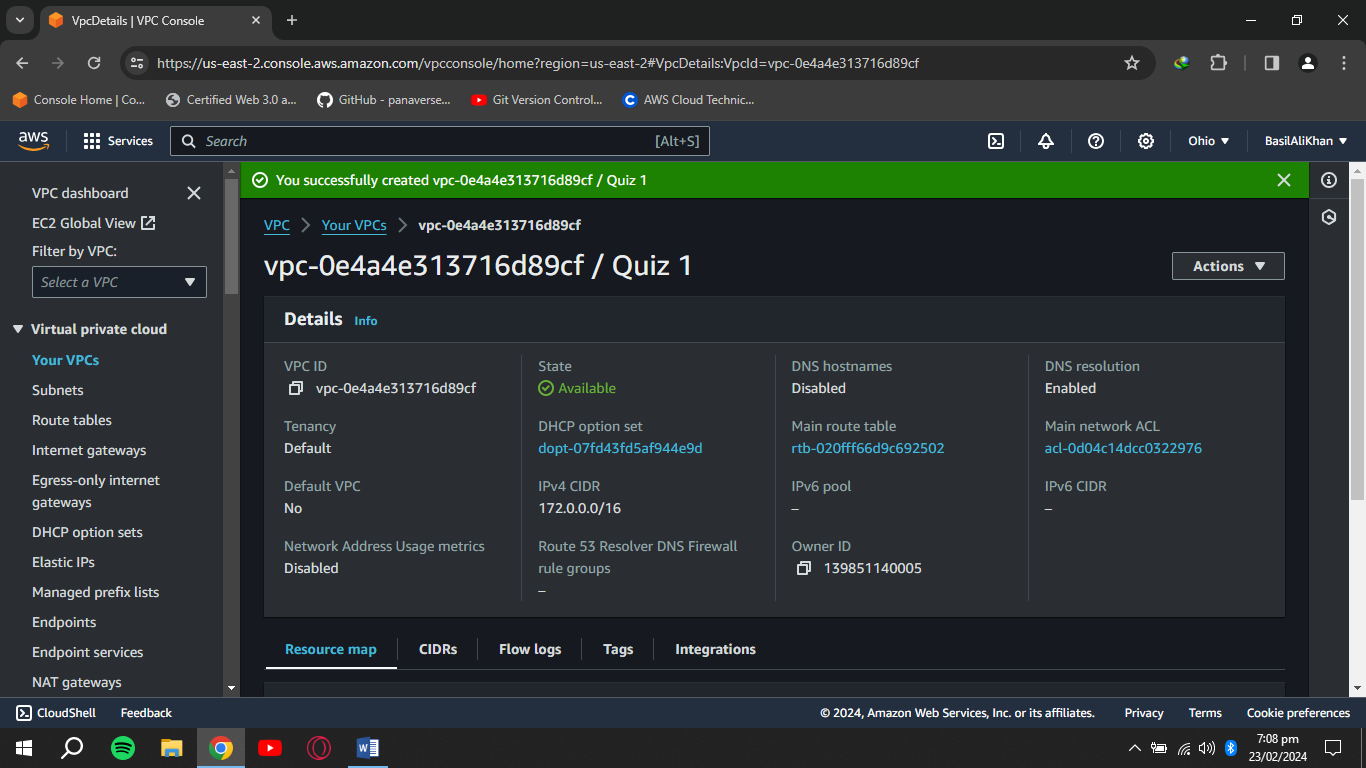 VpcDetails | VPC Console
https://us-east-2.console.aws.amazon.com/vpcconsole/home?region=us-east-2#VpcDetails:VpcId=vpc-0e4a4e313716d89cf
Console Home | Co... Certified Web 3.0 a... GitHub - panaverse... Git Version Control... AWS Cloud Technic...
aws Services Search [Alt+S] Ohio BasilAliKhan
VPC dashboard
EC2 Global View
Filter by VPC:
Select a VPC
Virtual private cloud
Your VPCs
Subnets
Route tables
Internet gateways
Egress-only internet
gateways
DHCP option sets
Elastic IPs
Managed prefix lists
Endpoints
Endpoint services
NAT gateways
You successfully created vpc-0e4a4e313716d89cf / Quiz 1
VPC > Your VPCs > vpc-0e4a4e313716d89cf
vpc-0e4a4e313716d89cf / Quiz 1
Actions
Details Info
VPC ID
vpc-0e4a4e313716d89cf
State
Available
DNS hostnames
Disabled
DNS resolution
Enabled
Tenancy
Default
DHCP option set
dopt-07fd43fd5af944e9d
Main route table
rtb-020fff66d9c692502
Main network ACL
acl-0d04c14dcc0322976
Default VPC
No
IPv4 CIDR
172.0.0.0/16
IPv6 pool
–
IPv6 CIDR
–
Network Address Usage metrics
Disabled
Route 53 Resolver DNS Firewall
rule groups
–
Owner ID
139851140005
Resource map CIDRs Flow logs Tags Integrations
CloudShell Feedback © 2024, Amazon Web Services, Inc. or its affiliates. Privacy Terms Cookie preferences
7:08 pm
23/02/2024